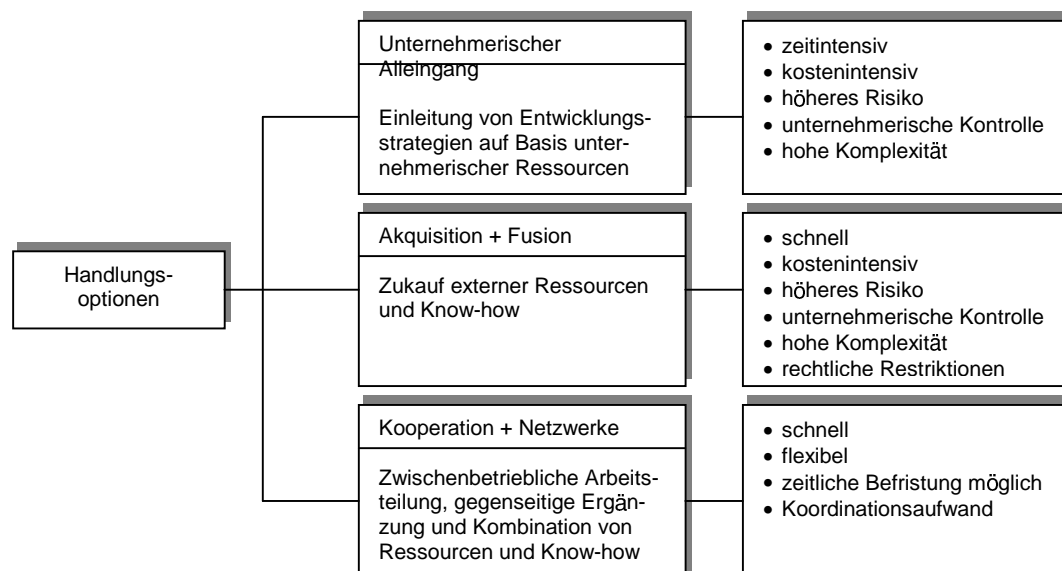 Handlungs-
optionen
Unternehmerischer
Alleingang
Einleitung von Entwicklungs-
strategien auf Basis unter-
nehmerischer Ressourcen
• zeitintensiv
• kostenintensiv
• höheres Risiko
• unternehmerische Kontrolle
• hohe Komplexität
Akquisition + Fusion
Zukauf externer Ressourcen
und Know-how
• schnell
• kostenintensiv
• höheres Risiko
• unternehmerische Kontrolle
• hohe Komplexität
• rechtliche Restriktionen
Kooperation + Netzwerke
Zwischenbetriebliche Arbeits-
teilung, gegenseitige Ergän-
zung und Kombination von
Ressourcen und Know-how
• schnell
• flexibel
• zeitliche Befristung möglich
• Koordinationsaufwand